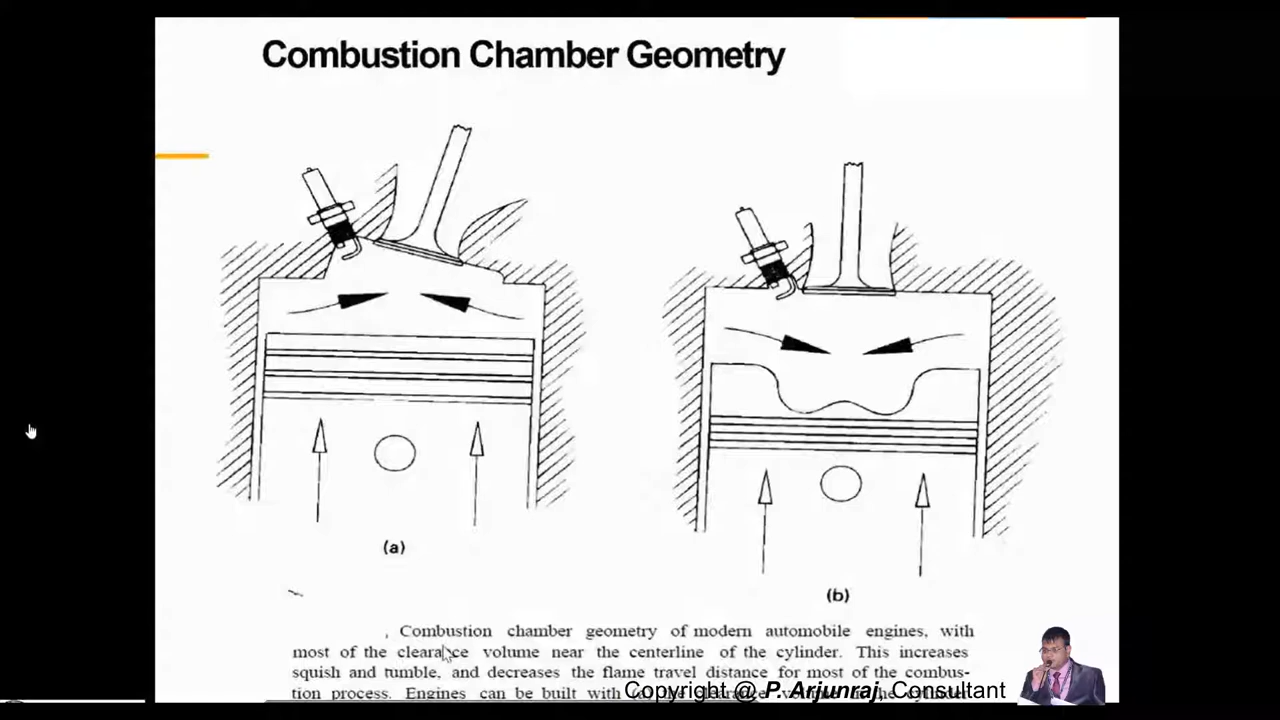 Combustion Chamber Geometry
(a)
(b)
, Combustion chamber geometry of modern automobile engines, with
most of the clearance volume near the centerline of the cylinder. This increases
squish and tumble, and decreases the flame travel distance for most of the combus-
tion process. Engines can be built with
Copyright @ P. Arjunraj, Consultant